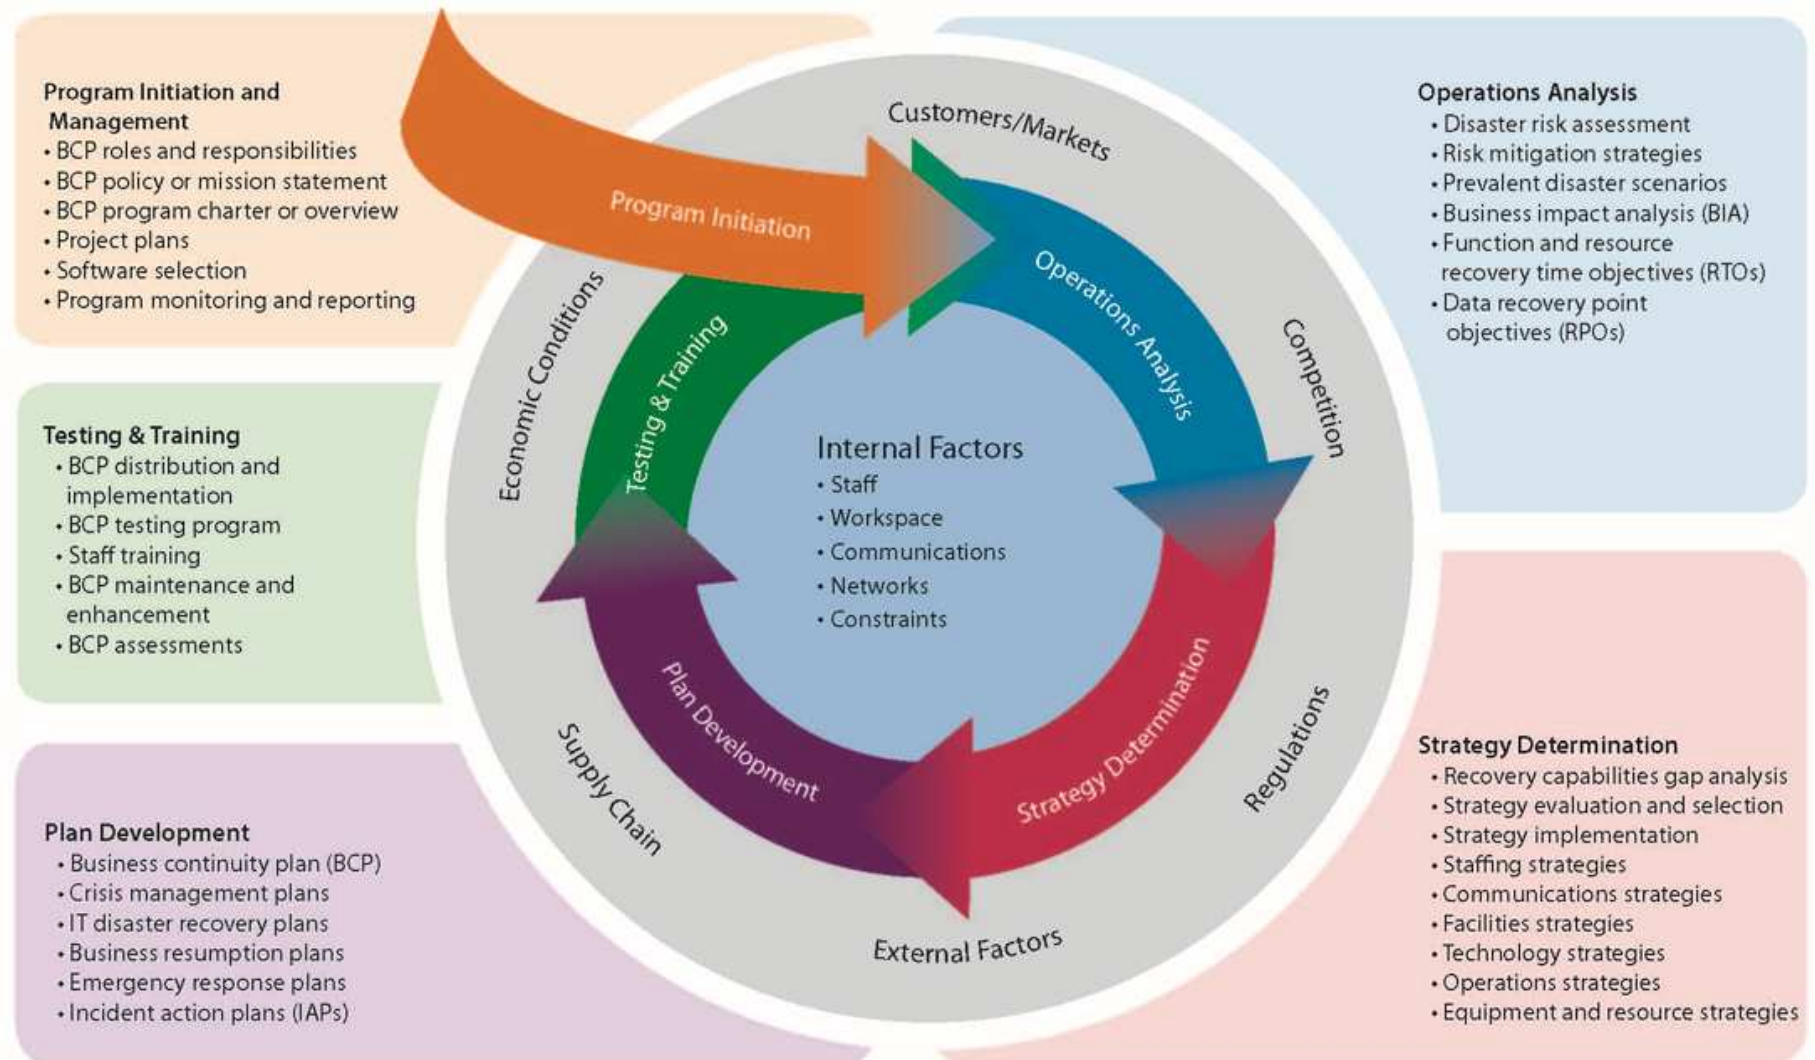 Program Initiation and
Management
• BCP roles and responsibilities
• BCP policy or mission statement
• BCP program charter or overview
• Project plans
• Software selection
• Program monitoring and reporting
Testing & Training
• BCP distribution and
implementation
• BCP testing program
• Staff training
• BCP maintenance and
enhancement
• BCP assessments
Plan Development
• Business continuity plan (BCP)
• Crisis management plans
• IT disaster recovery plans
• Business resumption plans
• Emergency response plans
• Incident action plans (IAPs)
Program Initiation
Operations Analysis
Strategy Determination
Plan Development
Testing & Training
Customers/Markets
Competition
Regulations
External Factors
Supply Chain
Economic Conditions
Internal Factors
• Staff
• Workspace
• Communications
• Networks
• Constraints
Operations Analysis
• Disaster risk assessment
• Risk mitigation strategies
• Prevalent disaster scenarios
• Business impact analysis (BIA)
• Function and resource
recovery time objectives (RTOs)
• Data recovery point
objectives (RPOs)
Strategy Determination
• Recovery capabilities gap analysis
• Strategy evaluation and selection
• Strategy implementation
• Staffing strategies
• Communications strategies
• Facilities strategies
• Technology strategies
• Operations strategies
• Equipment and resource strategies